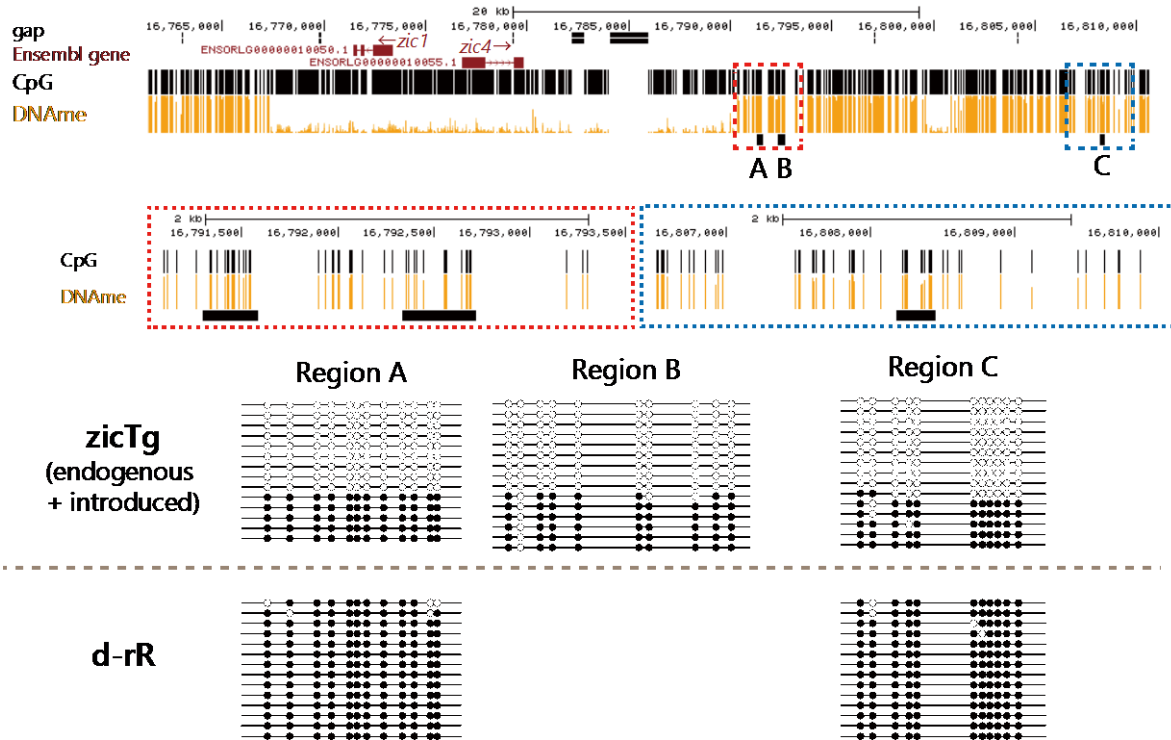 20 kb
gap 16,765,000 16,770,000 16,775,000 16,780,000 16,785,000 16,790,000 16,795,000 16,800,000 16,805,000 16,810,000
Ensembl gene ENSORLG00000010050.1 ←zic1
ENSORLG00000010055.1 zic4→
CpG
DNAme
A B C
2 kb 2 kb
16,791,500 16,792,000 16,792,500 16,793,000 16,793,500 16,807,000 16,808,000 16,809,000 16,810,000
CpG
DNAme
Region A Region B Region C
zicTg
(endogenous
+ introduced)
d-rR